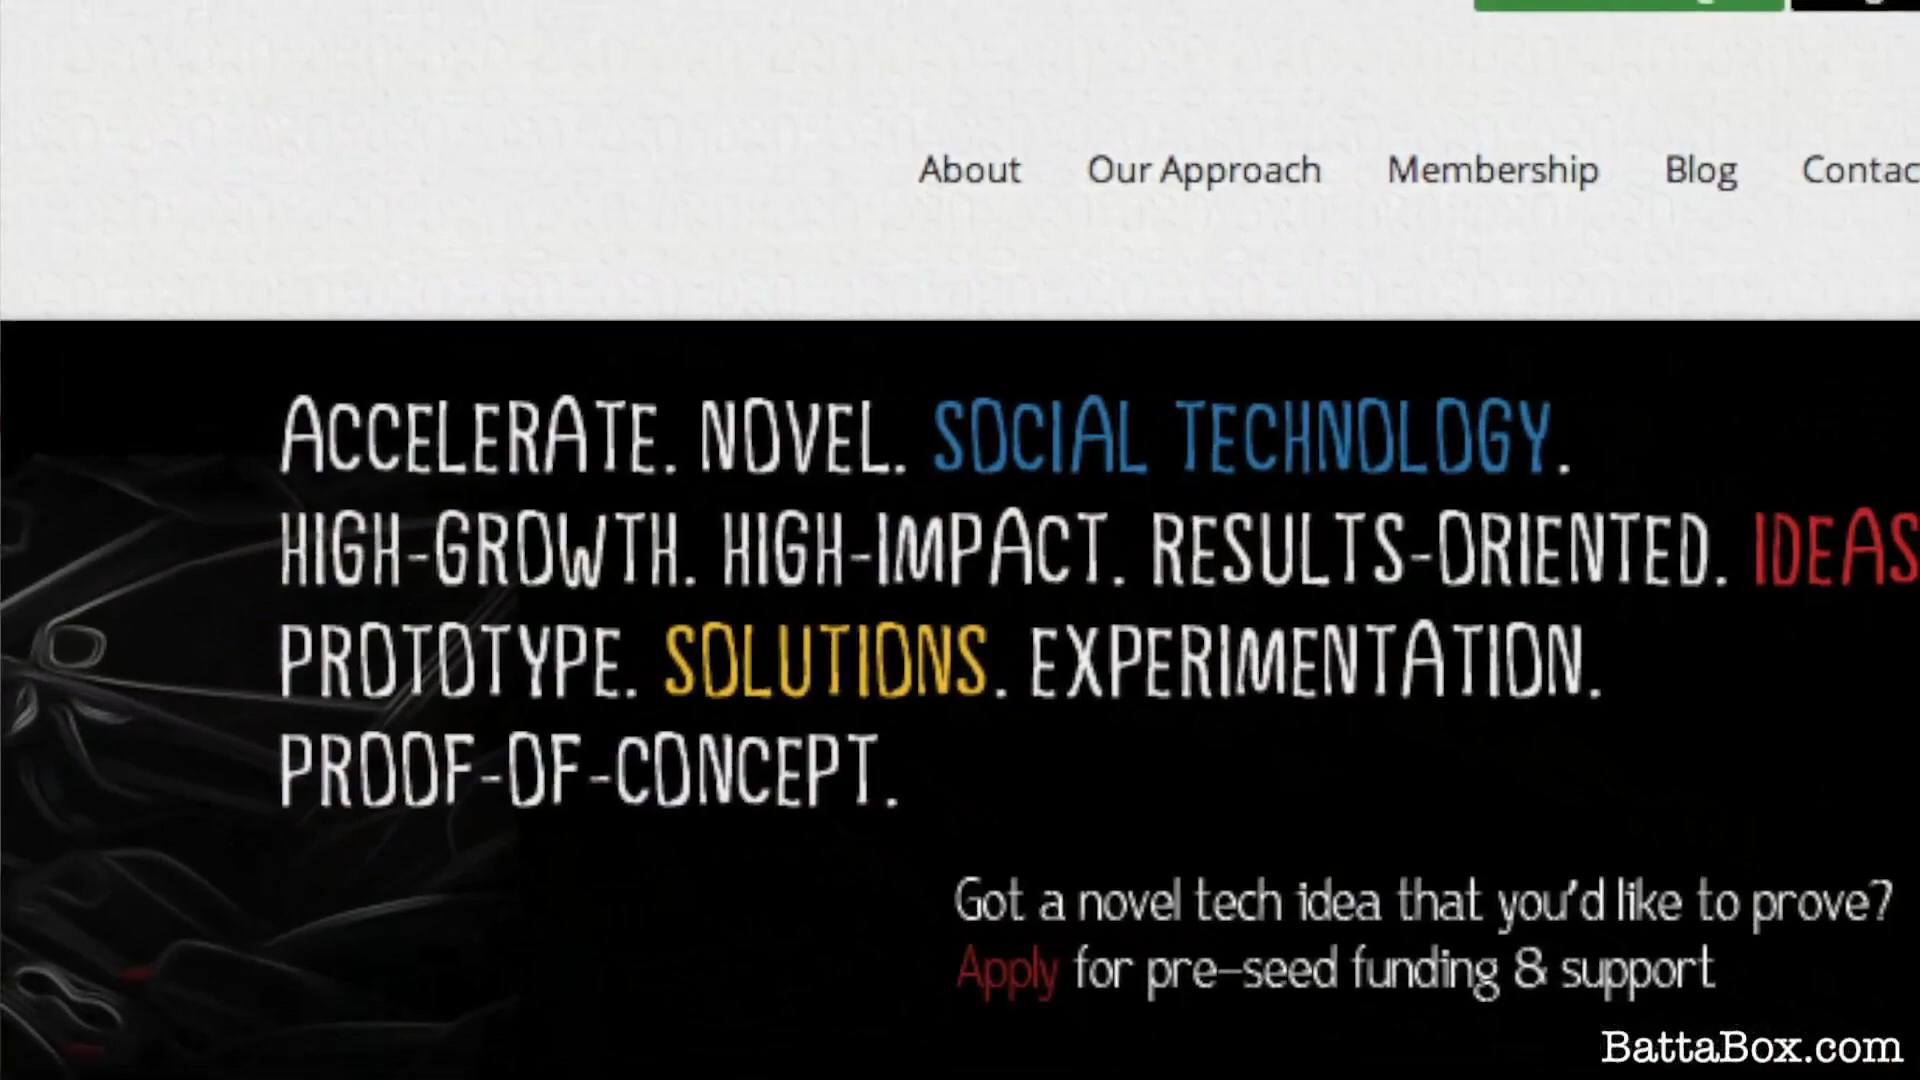 About Our Approach Membership Blog Contac
ACCELERATE. NOVEL. SOCIAL TECHNOLOGY.
HIGH-GROWTH. HIGH-IMPACT. RESULTS-ORIENTED. IDEAS
PROTOTYPE. SOLUTIONS. EXPERIMENTATION.
PROOF-OF-CONCEPT.
Got a novel tech idea that you'd like to prove?
Apply for pre-seed funding & support
BattaBox.com